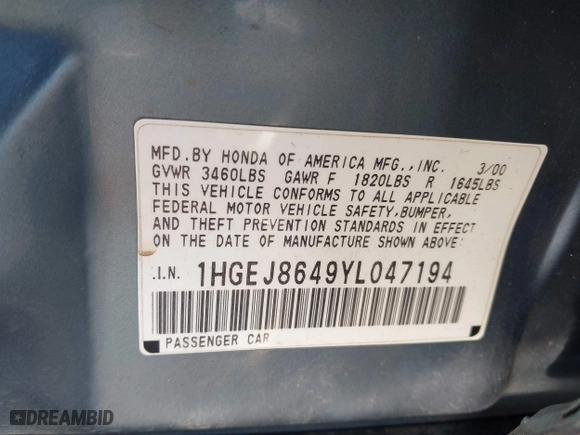 MFD.BY HONDA OF AMERICA MFG.,INC. 3/00
GVWR 3460LBS GAWR F 1820LBS R 1645LBS
THIS VEHICLE CONFORMS TO ALL APPLICABLE
FEDERAL MOTOR VEHICLE SAFETY,BUMPER,
AND THEFT PREVENTION STANDARDS IN EFFECT
ON THE DATE OF MANUFACTURE SHOWN ABOVE:
.I.N. 1HGEJ8649YL047194
PASSENGER CAR
DREAMBID